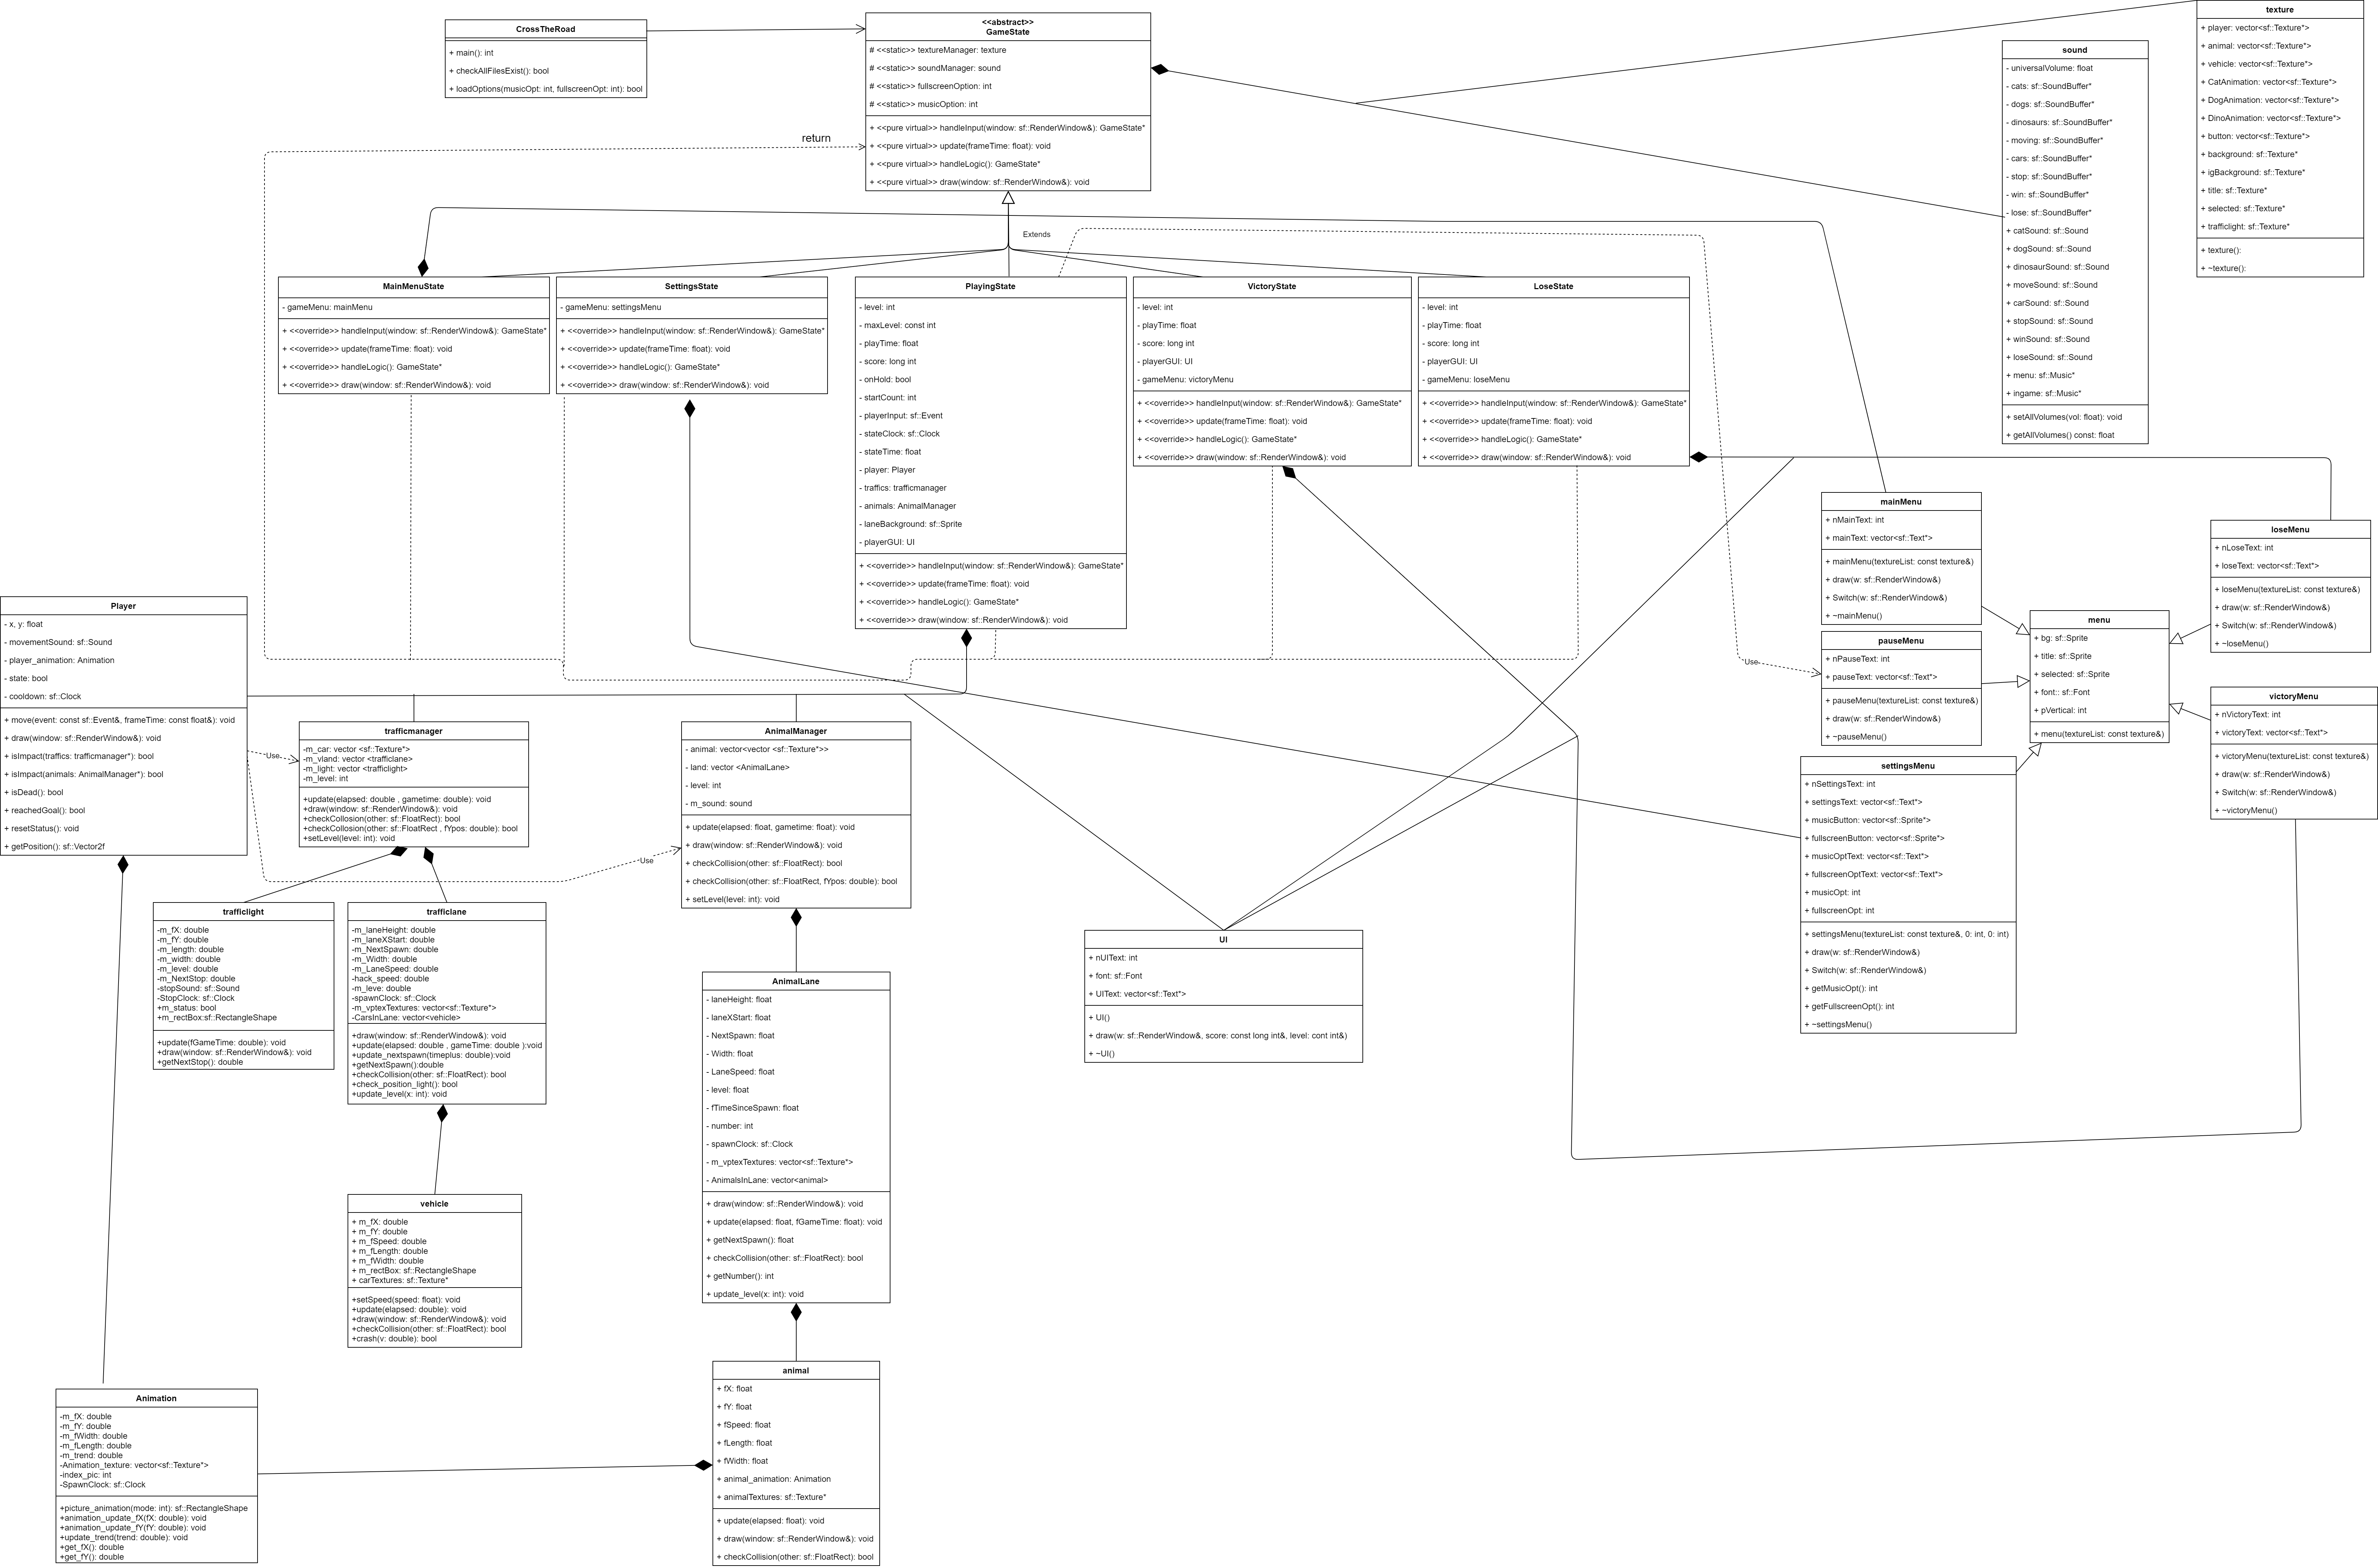 CrossTheRoad
+ main(): int
+ checkAllFilesExist(): bool
+ loadOptions(musicOpt: int, fullscreenOpt: int): bool
<<abstract>>
GameState
# <<static>> textureManager: texture
# <<static>> soundManager: sound
# <<static>> fullscreenOption: int
# <<static>> musicOption: int
+ <<pure virtual>> handleInput(window: sf::RenderWindow&): GameState*
+ <<pure virtual>> update(frameTime: float): void
+ <<pure virtual>> handleLogic(): GameState*
+ <<pure virtual>> draw(window: sf::RenderWindow&): void
sound
- universalVolume: float
- cats: sf::SoundBuffer*
- dogs: sf::SoundBuffer*
- dinosaurs: sf::SoundBuffer*
- moving: sf::SoundBuffer*
- cars: sf::SoundBuffer*
- stop: sf::SoundBuffer*
- win: sf::SoundBuffer*
- lose: sf::SoundBuffer*
+ catSound: sf::Sound
+ dogSound: sf::Sound
+ dinosaurSound: sf::Sound
+ moveSound: sf::Sound
+ carSound: sf::Sound
+ stopSound: sf::Sound
+ winSound: sf::Sound
+ loseSound: sf::Sound
+ menu: sf::Music*
+ ingame: sf::Music*
+ setAllVolumes(vol: float): void
+ getAllVolumes() const: float
texture
+ player: vector<sf::Texture*>
+ animal: vector<sf::Texture*>
+ vehicle: vector<sf::Texture*>
+ CatAnimation: vector<sf::Texture*>
+ DogAnimation: vector<sf::Texture*>
+ DinoAnimation: vector<sf::Texture*>
+ button: vector<sf::Texture*>
+ background: sf::Texture*
+ igBackground: sf::Texture*
+ title: sf::Texture*
+ selected: sf::Texture*
+ trafficlight: sf::Texture*
+ texture():
+ ~texture():
return
Extends
MainMenuState
- gameMenu: mainMenu
+ <<override>> handleInput(window: sf::RenderWindow&): GameState*
+ <<override>> update(frameTime: float): void
+ <<override>> handleLogic(): GameState*
+ <<override>> draw(window: sf::RenderWindow&): void
SettingsState
- gameMenu: settingsMenu
+ <<override>> handleInput(window: sf::RenderWindow&): GameState*
+ <<override>> update(frameTime: float): void
+ <<override>> handleLogic(): GameState*
+ <<override>> draw(window: sf::RenderWindow&): void
PlayingState
- level: int
- maxLevel: const int
- playTime: float
- score: long int
- onHold: bool
- startCount: int
- playerInput: sf::Event
- stateClock: sf::Clock
- stateTime: float
- player: Player
- traffics: trafficmanager
- animals: AnimalManager
- laneBackground: sf::Sprite
- playerGUI: UI
+ <<override>> handleInput(window: sf::RenderWindow&): GameState*
+ <<override>> update(frameTime: float): void
+ <<override>> handleLogic(): GameState*
+ <<override>> draw(window: sf::RenderWindow&): void
VictoryState
- level: int
- playTime: float
- score: long int
- playerGUI: UI
- gameMenu: victoryMenu
+ <<override>> handleInput(window: sf::RenderWindow&): GameState*
+ <<override>> update(frameTime: float): void
+ <<override>> handleLogic(): GameState*
+ <<override>> draw(window: sf::RenderWindow&): void
LoseState
- level: int
- playTime: float
- score: long int
- playerGUI: UI
- gameMenu: loseMenu
+ <<override>> handleInput(window: sf::RenderWindow&): GameState*
+ <<override>> update(frameTime: float): void
+ <<override>> handleLogic(): GameState*
+ <<override>> draw(window: sf::RenderWindow&): void
mainMenu
+ nMainText: int
+ mainText: vector<sf::Text*>
+ mainMenu(textureList: const texture&)
+ draw(w: sf::RenderWindow&)
+ Switch(w: sf::RenderWindow&)
+ ~mainMenu()
Use
pauseMenu
+ nPauseText: int
+ pauseText: vector<sf::Text*>
+ pauseMenu(textureList: const texture&)
+ draw(w: sf::RenderWindow&)
+ ~pauseMenu()
menu
+ bg: sf::Sprite
+ title: sf::Sprite
+ selected: sf::Sprite
+ font:: sf::Font
+ pVertical: int
+ menu(textureList: const texture&)
loseMenu
+ nLoseText: int
+ loseText: vector<sf::Text*>
+ loseMenu(textureList: const texture&)
+ draw(w: sf::RenderWindow&)
+ Switch(w: sf::RenderWindow&)
+ ~loseMenu()
victoryMenu
+ nVictoryText: int
+ victoryText: vector<sf::Text*>
+ victoryMenu(textureList: const texture&)
+ draw(w: sf::RenderWindow&)
+ Switch(w: sf::RenderWindow&)
+ ~victoryMenu()
settingsMenu
+ nSettingsText: int
+ settingsText: vector<sf::Text*>
+ musicButton: vector<sf::Sprite*>
+ fullscreenButton: vector<sf::Sprite*>
+ musicOptText: vector<sf::Text*>
+ fullscreenOptText: vector<sf::Text*>
+ musicOpt: int
+ fullscreenOpt: int
+ settingsMenu(textureList: const texture&, 0: int, 0: int)
+ draw(w: sf::RenderWindow&)
+ Switch(w: sf::RenderWindow&)
+ getMusicOpt(): int
+ getFullscreenOpt(): int
+ ~settingsMenu()
Player
- x, y: float
- movementSound: sf::Sound
- player_animation: Animation
- state: bool
- cooldown: sf::Clock
+ move(event: const sf::Event&, frameTime: const float&): void
+ draw(window: sf::RenderWindow&): void
+ isImpact(traffics: trafficmanager*): bool
+ isImpact(animals: AnimalManager*): bool
+ isDead(): bool
+ reachedGoal(): bool
+ resetStatus(): void
+ getPosition(): sf::Vector2f
Use
Use
trafficmanager
-m_car: vector <sf::Texture*>
-m_vland: vector <trafficlane>
-m_light: vector <trafficlight>
-m_level: int
+update(elapsed: double , gametime: double): void
+draw(window: sf::RenderWindow&): void
+checkCollosion(other: sf::FloatRect): bool
+checkCollosion(other: sf::FloatRect , fYpos: double): bool
+setLevel(level: int): void
AnimalManager
- animal: vector<vector <sf::Texture*>>
- land: vector <AnimalLane>
- level: int
- m_sound: sound
+ update(elapsed: float, gametime: float): void
+ draw(window: sf::RenderWindow&): void
+ checkCollision(other: sf::FloatRect): bool
+ checkCollision(other: sf::FloatRect, fYpos: double): bool
+ setLevel(level: int): void
trafficlight
-m_fX: double
-m_fY: double
-m_length: double
-m_width: double
-m_level: double
-m_NextStop: double
-stopSound: sf::Sound
-StopClock: sf::Clock
+m_status: bool
+m_rectBox:sf::RectangleShape
+update(fGameTime: double): void
+draw(window: sf::RenderWindow&): void
+getNextStop(): double
trafficlane
-m_laneHeight: double
-m_laneXStart: double
-m_NextSpawn: double
-m_Width: double
-m_LaneSpeed: double
-hack_speed: double
-m_leve: double
-spawnClock: sf::Clock
-m_vptexTextures: vector<sf::Texture*>
-CarsInLane: vector<vehicle>
+draw(window: sf::RenderWindow&): void
+update(elapsed: double , gameTime: double ):void
+update_nextspawn(timeplus: double):void
+getNextSpawn():double
+checkCollision(other: sf::FloatRect): bool
+check_position_light(): bool
+update_level(x: int): void
UI
+ nUIText: int
+ font: sf::Font
+ UIText: vector<sf::Text*>
+ UI()
+ draw(w: sf::RenderWindow&, score: const long int&, level: cont int&)
+ ~UI()
AnimalLane
- laneHeight: float
- laneXStart: float
- NextSpawn: float
- Width: float
- LaneSpeed: float
- level: float
- fTimeSinceSpawn: float
- number: int
- spawnClock: sf::Clock
- m_vptexTextures: vector<sf::Texture*>
- AnimalsInLane: vector<animal>
+ draw(window: sf::RenderWindow&): void
+ update(elapsed: float, fGameTime: float): void
+ getNextSpawn(): float
+ checkCollision(other: sf::FloatRect): bool
+ getNumber(): int
+ update_level(x: int): void
vehicle
+ m_fX: double
+ m_fY: double
+ m_fSpeed: double
+ m_fLength: double
+ m_fWidth: double
+ m_rectBox: sf::RectangleShape
+ carTextures: sf::Texture*
+setSpeed(speed: float): void
+update(elapsed: double): void
+draw(window: sf::RenderWindow&): void
+checkCollision(other: sf::FloatRect): bool
+crash(v: double): bool
Animation
-m_fX: double
-m_fY: double
-m_fWidth: double
-m_fLength: double
-m_trend: double
-Animation_texture: vector<sf::Texture*>
-index_pic: int
-SpawnClock: sf::Clock
+picture_animation(mode: int): sf::RectangleShape
+animation_update_fX(fX: double): void
+animation_update_fY(fY: double): void
+update_trend(trend: double): void
+get_fX(): double
+get_fY(): double
animal
+ fX: float
+ fY: float
+ fSpeed: float
+ fLength: float
+ fWidth: float
+ animal_animation: Animation
+ animalTextures: sf::Texture*
+ update(elapsed: float): void
+ draw(window: sf::RenderWindow&): void
+ checkCollision(other: sf::FloatRect): bool